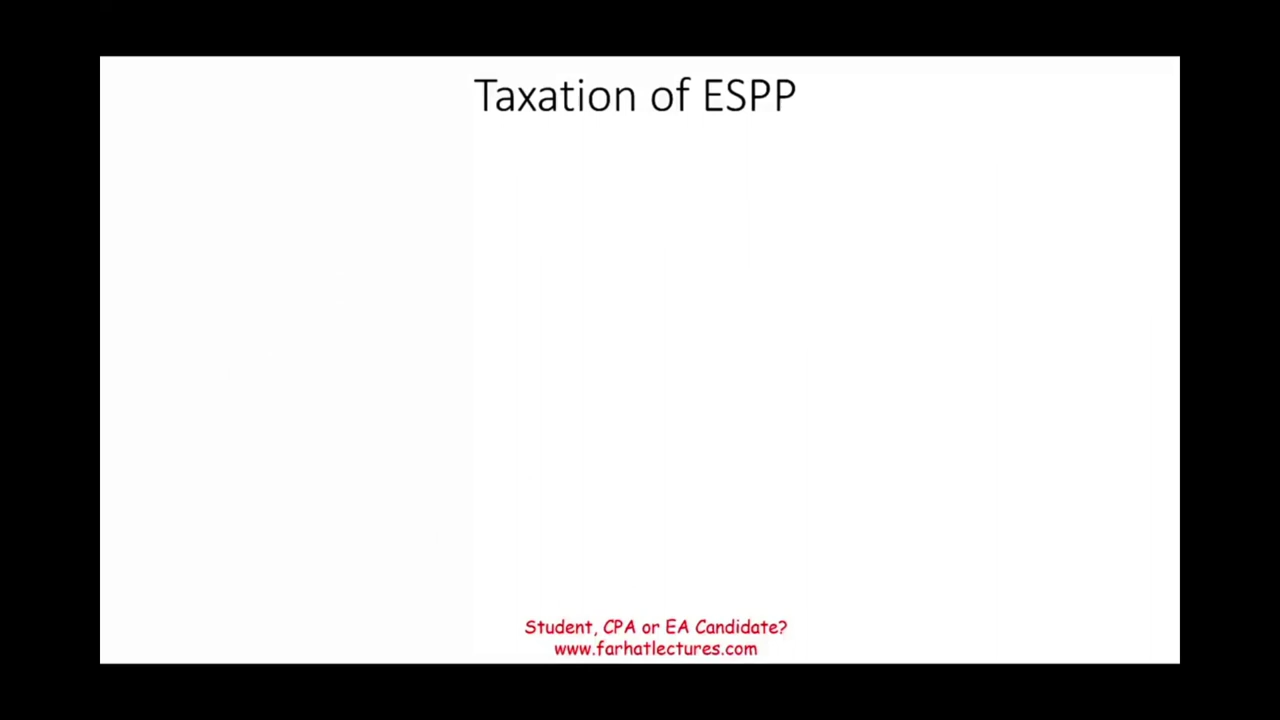 Taxation of ESPP
Student, CPA or EA Candidate?
www.farhatlectures.com